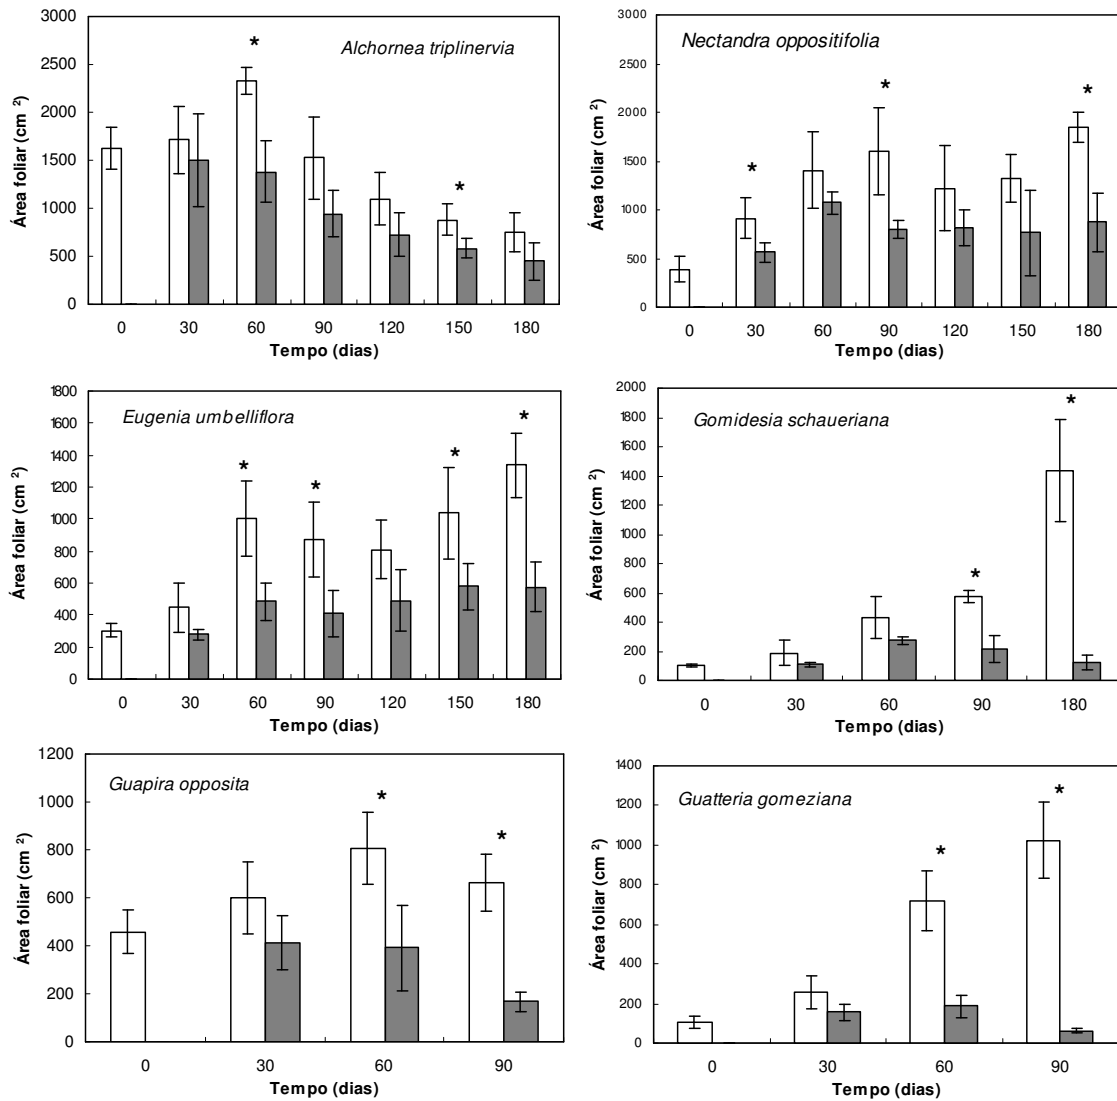 Alchornea triplinervia
Área foliar (cm ²)
3000
2500
2000
1500
1000
500
0
*
*
0 30 60 90 120 150 180
Tempo (dias)
Nectandra oppositifolia
Área foliar (cm ²)
3000
2500
2000
1500
1000
500
0
*
*
*
0 30 60 90 120 150 180
Tempo (dias)
Eugenia umbelliflora
Área foliar (cm ²)
1800
1600
1400
1200
1000
800
600
400
200
0
*
*
*
*
0 30 60 90 120 150 180
Tempo (dias)
Gomidesia schaueriana
Área foliar (cm ²)
2000
1800
1600
1400
1200
1000
800
600
400
200
0
*
*
0 30 60 90 180
Tempo (dias)
Guapira opposita
Área foliar (cm ²)
1200
1000
800
600
400
200
0
*
*
0 30 60 90
Tempo (dias)
Guatteria gomeziana
Área foliar (cm ²)
1400
1200
1000
800
600
400
200
0
*
*
0 30 60 90
Tempo (dias)